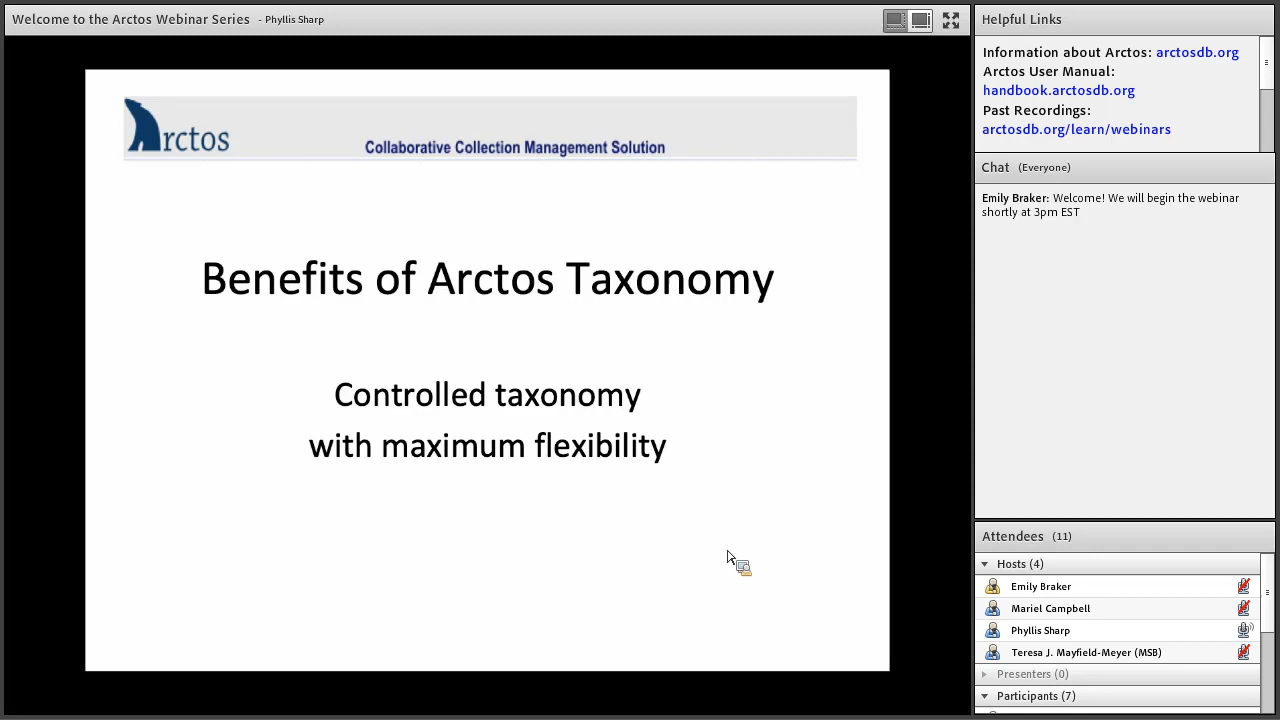 Welcome to the Arctos Webinar Series - Phyllis Sharp
Arctos
Collaborative Collection Management Solution
Benefits of Arctos Taxonomy
Controlled taxonomy
with maximum flexibility
Helpful Links
Information about Arctos: arctosdb.org
Arctos User Manual:
handbook.arctosdb.org
Past Recordings:
arctosdb.org/learn/webinars
Chat (Everyone)
Emily Braker: Welcome! We will begin the webinar
shortly at 3pm EST
Attendees (11)
Hosts (4)
Emily Braker
Mariel Campbell
Phyllis Sharp
Teresa J. Mayfield-Meyer (MSB)
Presenters (0)
Participants (7)